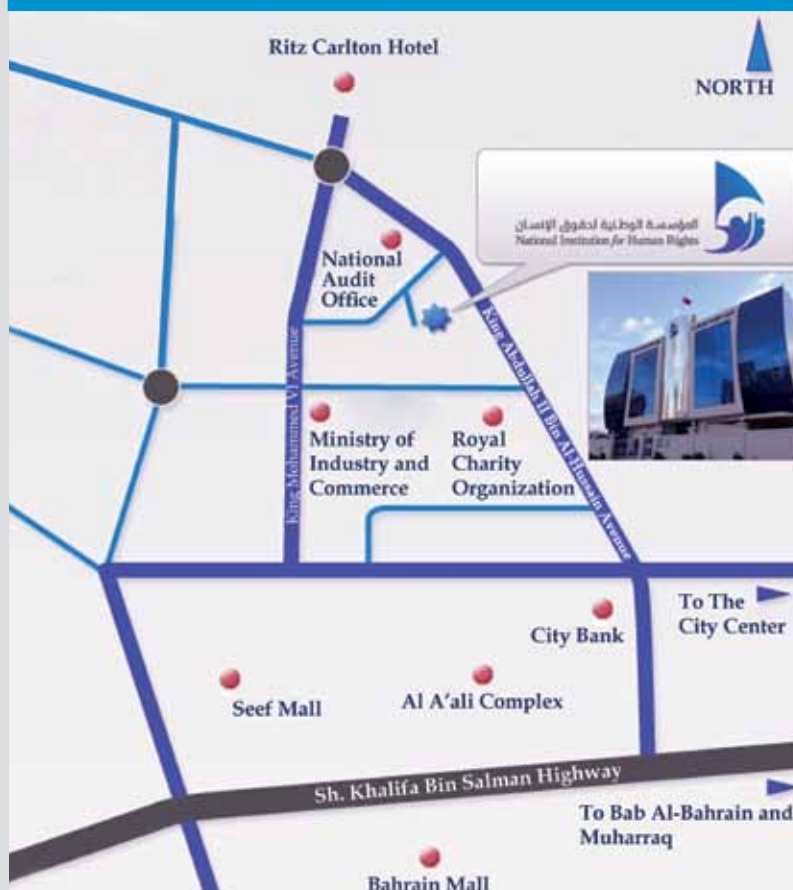 Ritz Carlton Hotel
NORTH
المؤسسة الوطنية لحقوق الإنسان
National Institution for Human Rights
National
Audit
Office
King Mohammed VI Avenue
King Abdullah II Bin Al Hussain Avenue
Ministry of
Industry and
Commerce
Royal
Charity
Organization
To The
City Center
City Bank
Seef Mall
Al A'ali Complex
Sh. Khalifa Bin Salman Highway
To Bab Al-Bahrain and
Muharraq
Bahrain Mall